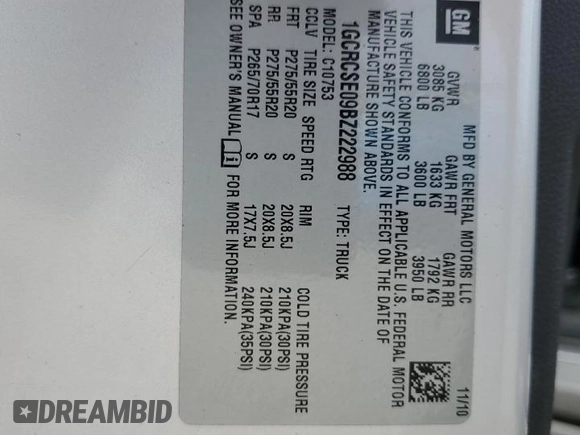 GM
MFD BY GENERAL MOTORS LLC 11/10
GVWR GAWR FRT GAWR RR
3085 KG 1633 KG 1792 KG
6800 LB 3600 LB 3950 LB
THIS VEHICLE CONFORMS TO ALL APPLICABLE U.S. FEDERAL MOTOR
VEHICLE SAFETY STANDARDS IN EFFECT ON THE DATE OF
MANUFACTURE SHOWN ABOVE.
1GCRCSE09BZ222988 TYPE: TRUCK
MODEL: C10753
CCLV TIRE SIZE SPEED RTG RIM COLD TIRE PRESSURE
FRT P275/55R20 S 20X8.5J 210KPA(30PSI)
RR P275/55R20 S 20X8.5J 210KPA(30PSI)
SPA P265/70R17 S 17X7.5J 240KPA(35PSI)
SEE OWNER'S MANUAL i FOR MORE INFORMATION.
$DREAMBID